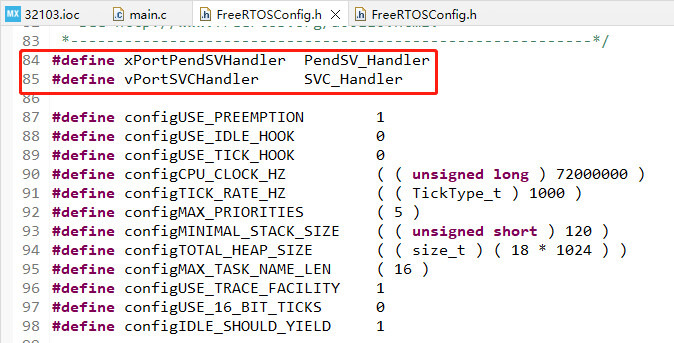 MX 32103.ioc main.c FreeRTOSConfig.h FreeRTOSConfig.h
83 *-----------------------------------------------------------*/
84 #define xPortPendSVHandler PendSV_Handler
85 #define vPortSVCHandler SVC_Handler
86
87 #define configUSE_PREEMPTION 1
88 #define configUSE_IDLE_HOOK 0
89 #define configUSE_TICK_HOOK 0
90 #define configCPU_CLOCK_HZ ( ( unsigned long ) 72000000 )
91 #define configTICK_RATE_HZ ( ( TickType_t ) 1000 )
92 #define configMAX_PRIORITIES ( 5 )
93 #define configMINIMAL_STACK_SIZE ( ( unsigned short ) 120 )
94 #define configTOTAL_HEAP_SIZE ( ( size_t ) ( 18 * 1024 ) )
95 #define configMAX_TASK_NAME_LEN ( 16 )
96 #define configUSE_TRACE_FACILITY 1
97 #define configUSE_16_BIT_TICKS 0
98 #define configIDLE_SHOULD_YIELD 1